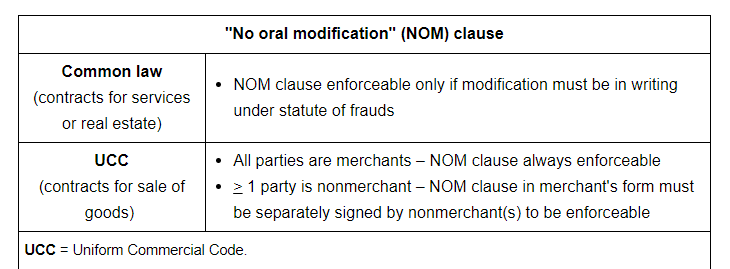 "No oral modification" (NOM) clause
Common law
(contracts for services
or real estate)
• NOM clause enforceable only if modification must be in writing
under statute of frauds
UCC
(contracts for sale of
goods)
• All parties are merchants – NOM clause always enforceable
• ≥ 1 party is nonmerchant – NOM clause in merchant's form must
be separately signed by nonmerchant(s) to be enforceable
UCC = Uniform Commercial Code.